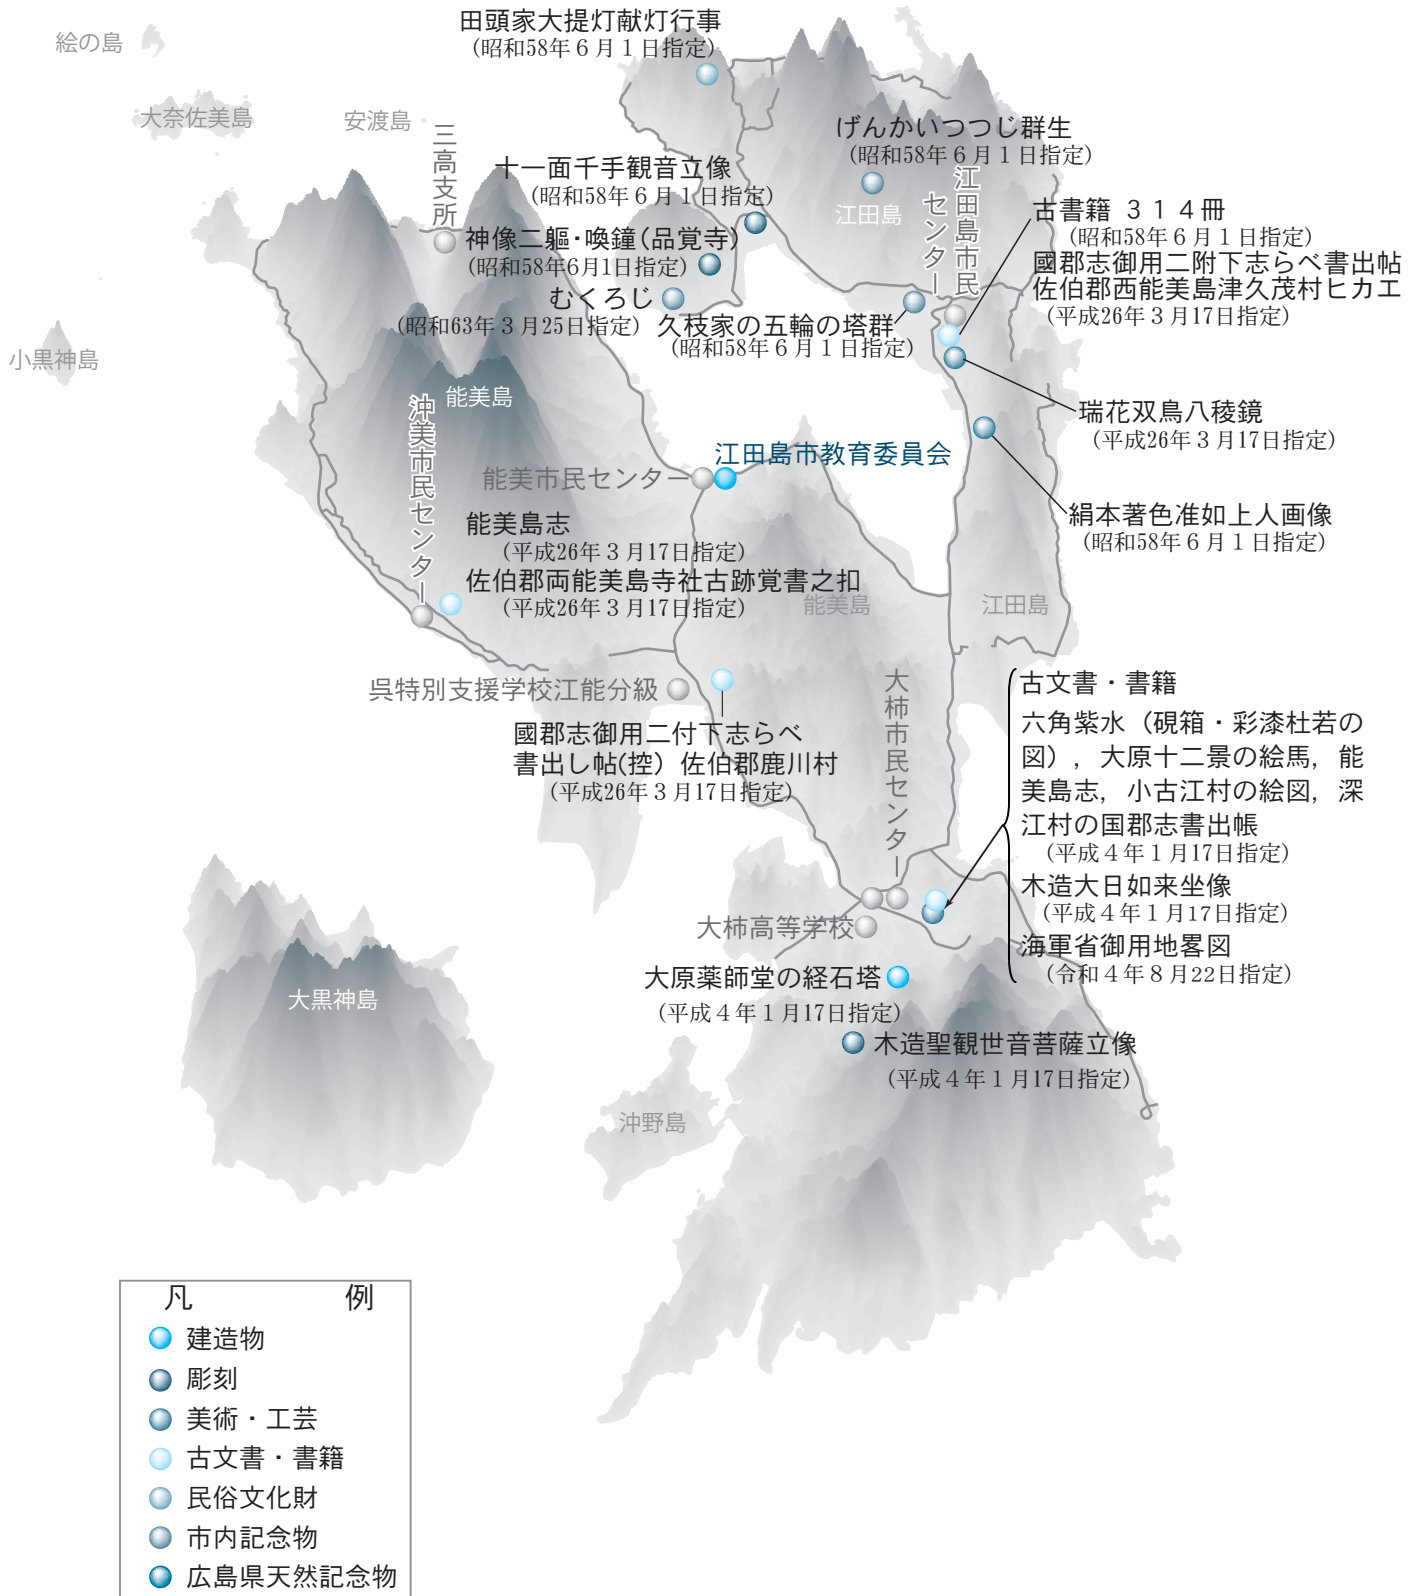 田頭家大提灯献灯行事
(昭和58年６月１日指定)
絵の島
大奈佐美島
安渡島
三高支所
げんかいつつじ群生
(昭和58年６月１日指定)
十一面千手観音立像
(昭和58年６月１日指定)
江田島
江田島市民
センター
古書籍 ３１４冊
(昭和58年６月１日指定)
神像二軀・喚鐘(品覚寺)
(昭和58年6月1日指定)
國郡志御用二附下志らべ書出帖
佐伯郡西能美島津久茂村ヒカエ
(平成26年３月17日指定)
むくろじ
(昭和63年３月25日指定)
久枝家の五輪の塔群
(昭和58年６月１日指定)
小黒神島
能美島
沖美市民センター
瑞花双鳥八稜鏡
(平成26年３月17日指定)
江田島市教育委員会
能美市民センター
能美島志
(平成26年３月17日指定)
絹本著色准如上人画像
(昭和58年６月１日指定)
佐伯郡両能美島寺社古跡覚書之扣
(平成26年３月17日指定)
能美島
江田島
呉特別支援学校江能分級
國郡志御用二付下志らべ
書出し帖(控）佐伯郡鹿川村
(平成26年３月17日指定)
大柿市民センター
古文書・書籍
六角紫水（硯箱・彩漆杜若の
図），大原十二景の絵馬，能
美島志，小古江村の絵図，深
江村の国郡志書出帳
(平成４年１月17日指定)
木造大日如来坐像
(平成４年１月17日指定)
海軍省御用地畧図
(令和４年８月22日指定)
大柿高等学校
大原薬師堂の経石塔
(平成４年１月17日指定)
木造聖観世音菩薩立像
(平成４年１月17日指定)
大黒神島
沖野島
凡 例
建造物
彫刻
美術・工芸
古文書・書籍
民俗文化財
市内記念物
広島県天然記念物